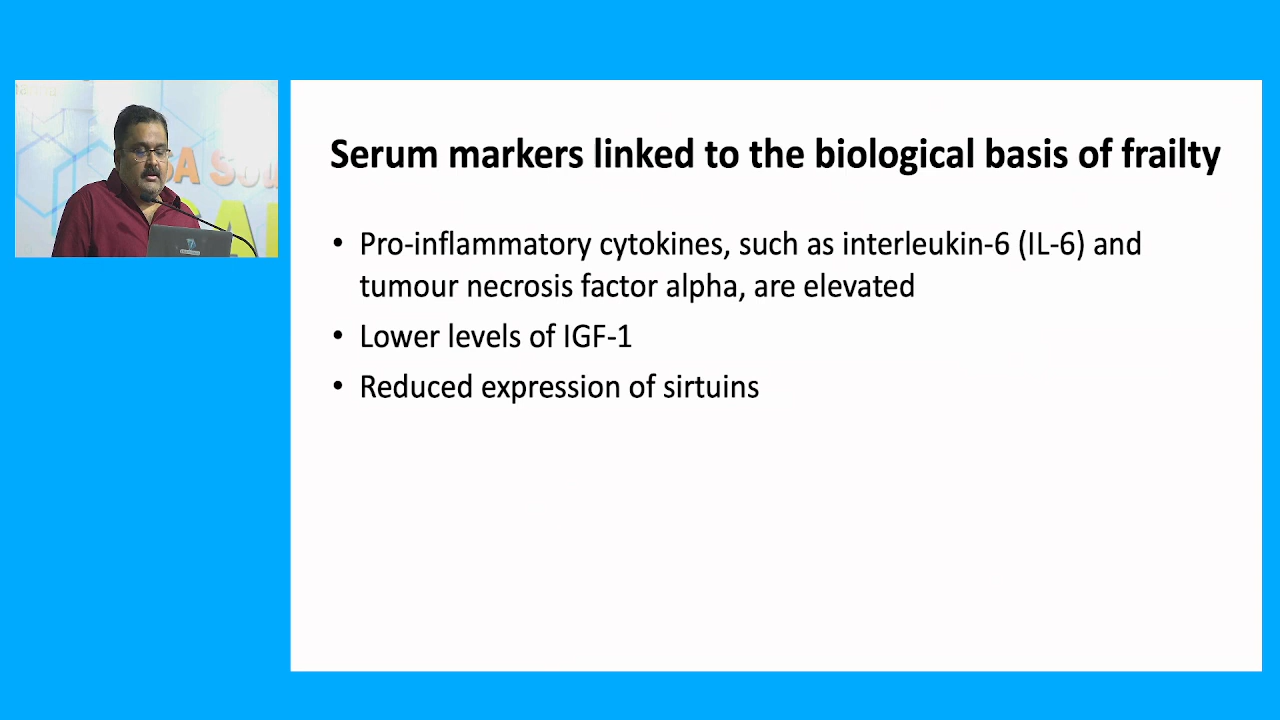 Serum markers linked to the biological basis of frailty
• Pro-inflammatory cytokines, such as interleukin-6 (IL-6) and
tumour necrosis factor alpha, are elevated
• Lower levels of IGF-1
• Reduced expression of sirtuins